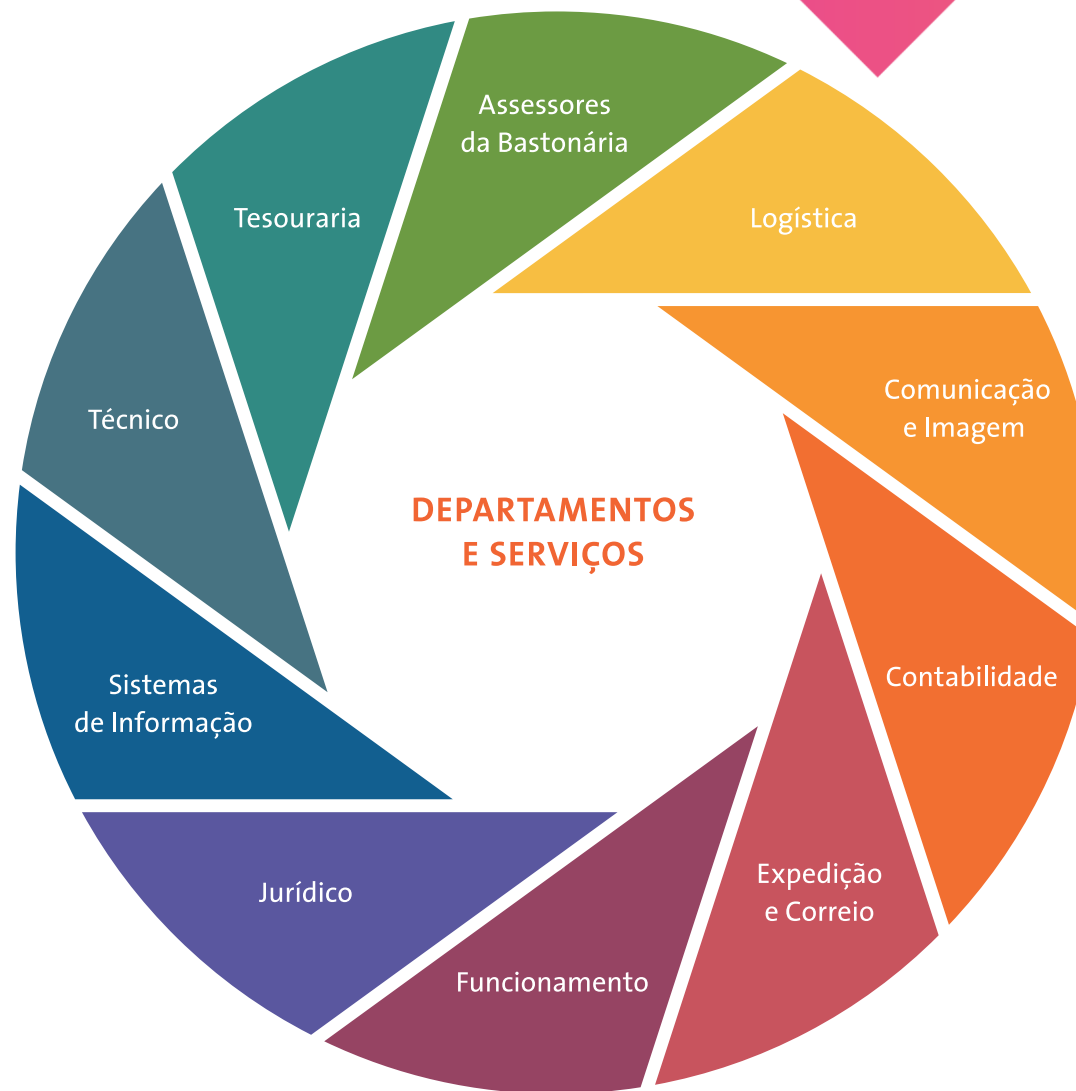 Assessores
da Bastonária
Logística
Tesouraria
Comunicação
e Imagem
Técnico
DEPARTAMENTOS
E SERVIÇOS
Contabilidade
Sistemas
de Informação
Expedição
e Correio
Jurídico
Funcionamento